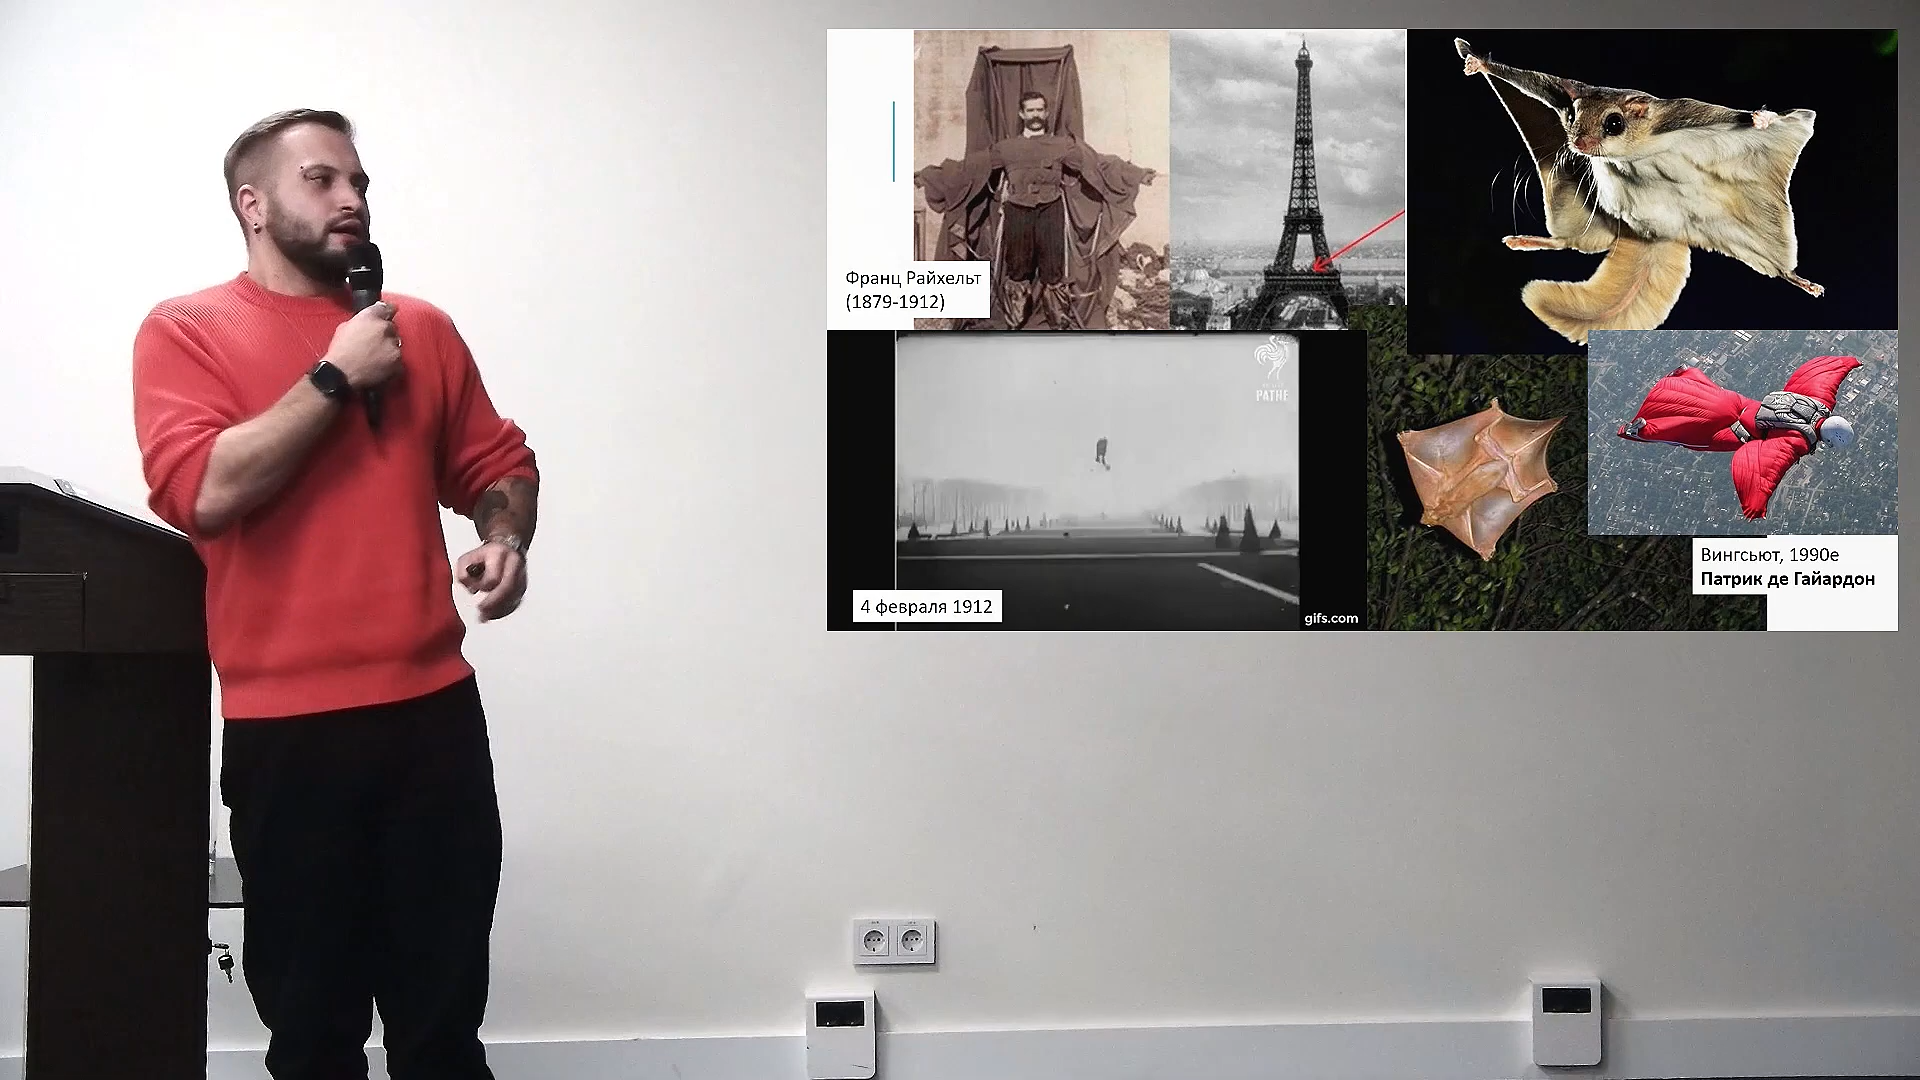 Франц Райхельт
(1879-1912)
PATHE
4 февраля 1912
gifs.com
Вингсьют, 1990е
Патрик де Гайардон